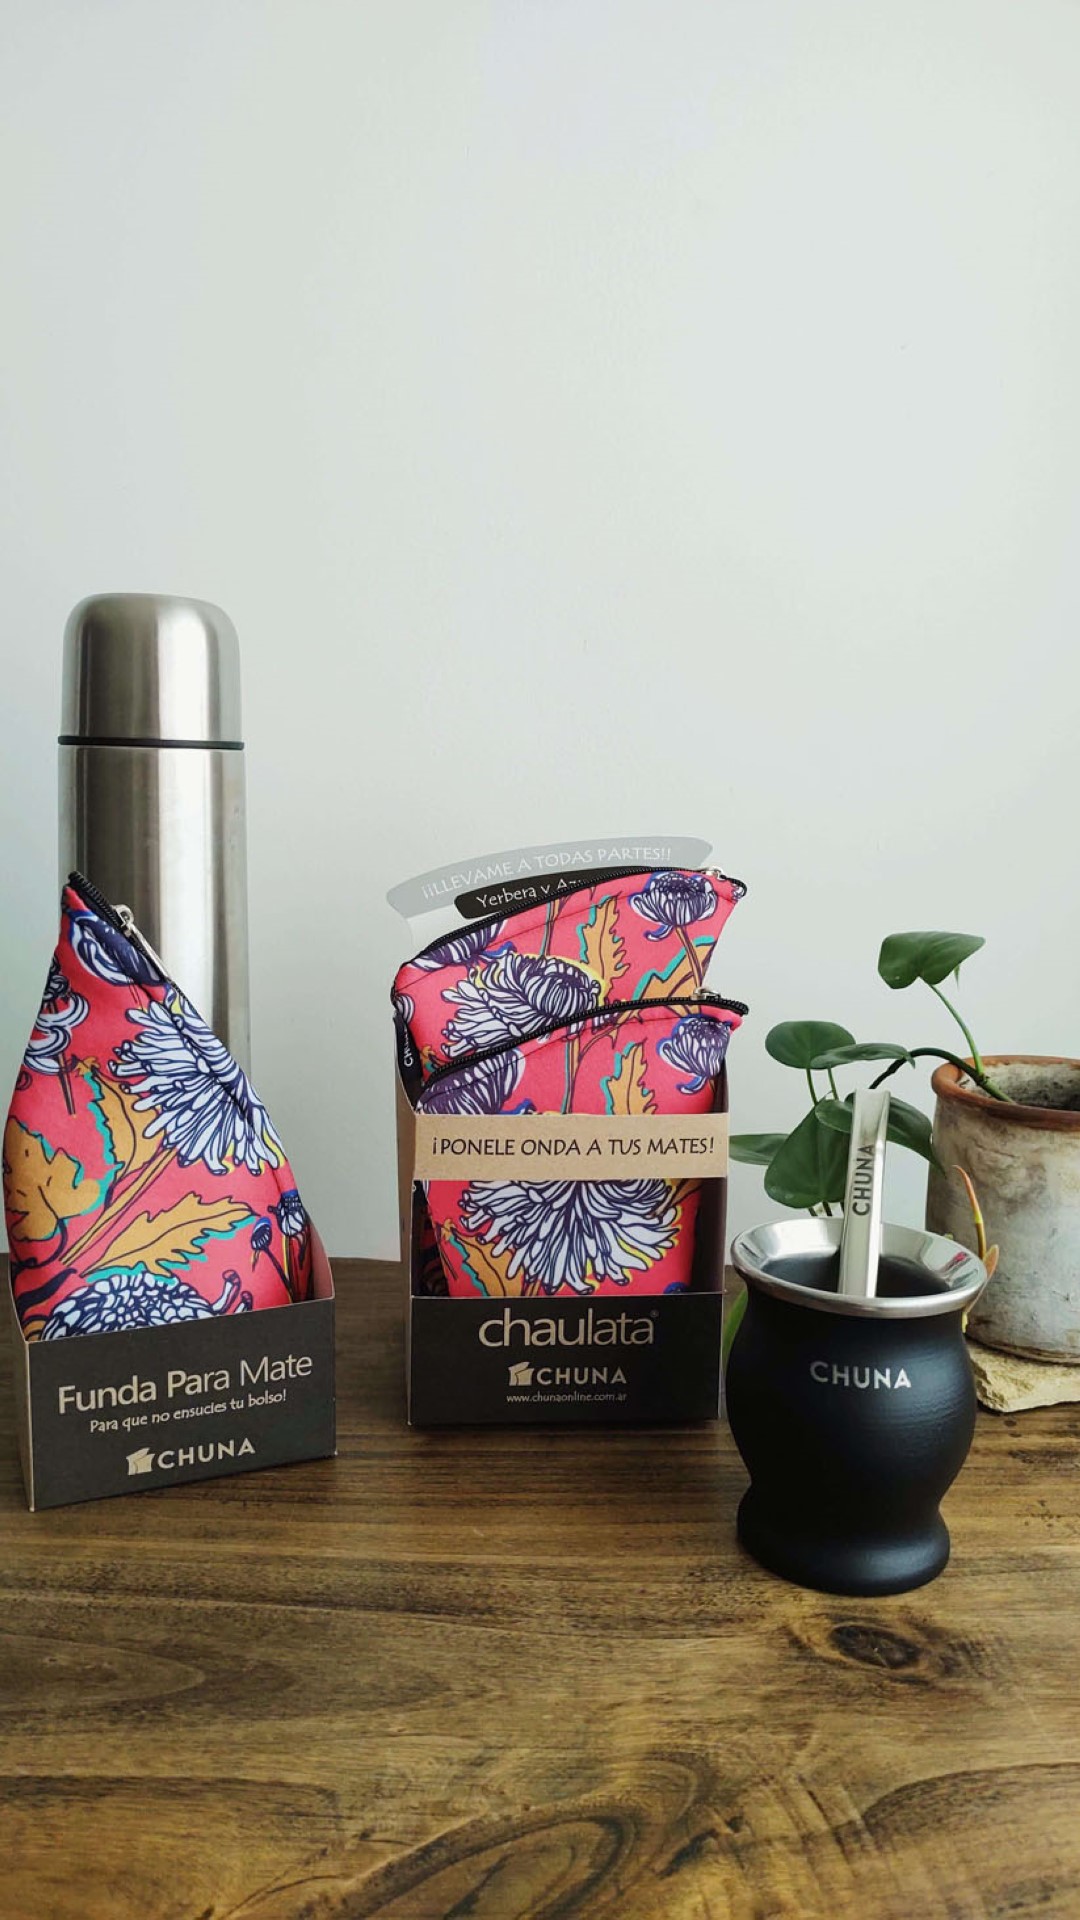 ¡¡LLEVAME A TODAS PARTES!!
Yerbera y
¡PONELE ONDA A TUS MATES!
chaulata®
CHUNA
www.chunaonline.com.ar
Funda Para Mate
Para que no ensucies tu bolso!
CHUNA
CHUNA
CHUNA